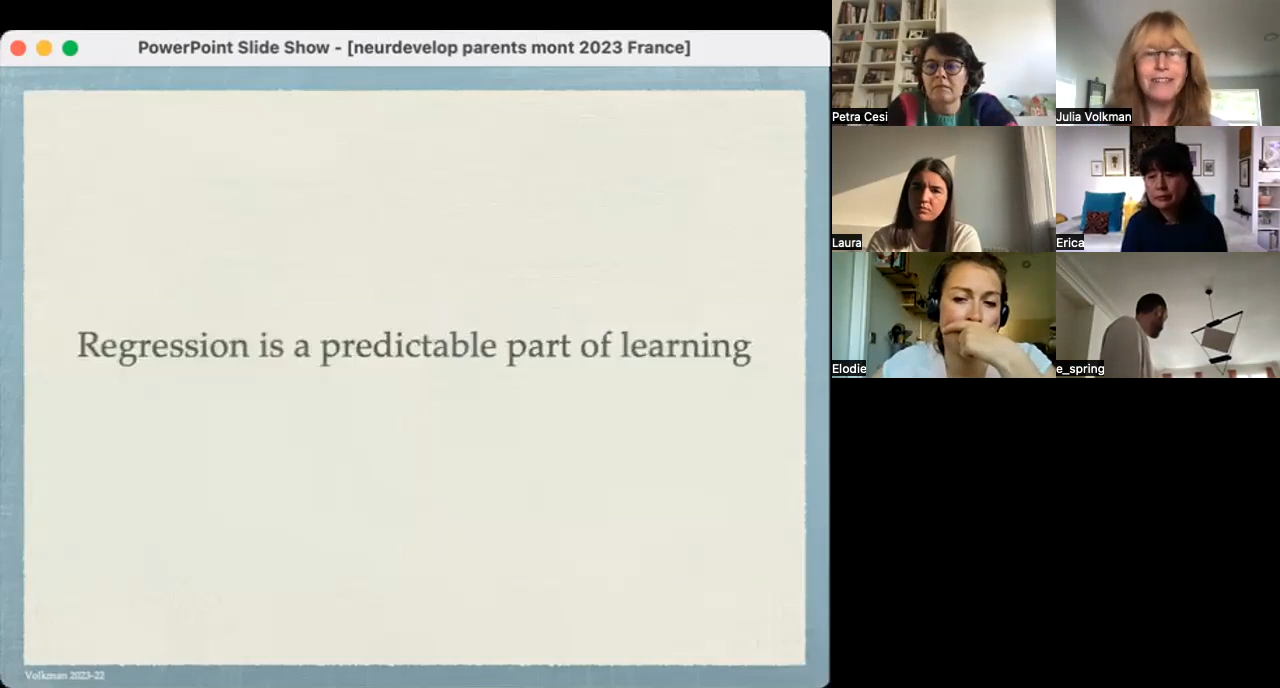 PowerPoint Slide Show - [neurdevelop parents mont 2023 France]
Regression is a predictable part of learning
Volkman 2023-22
Petra Cesi
Julia Volkman
Laura
Erica
Elodie
e_spring